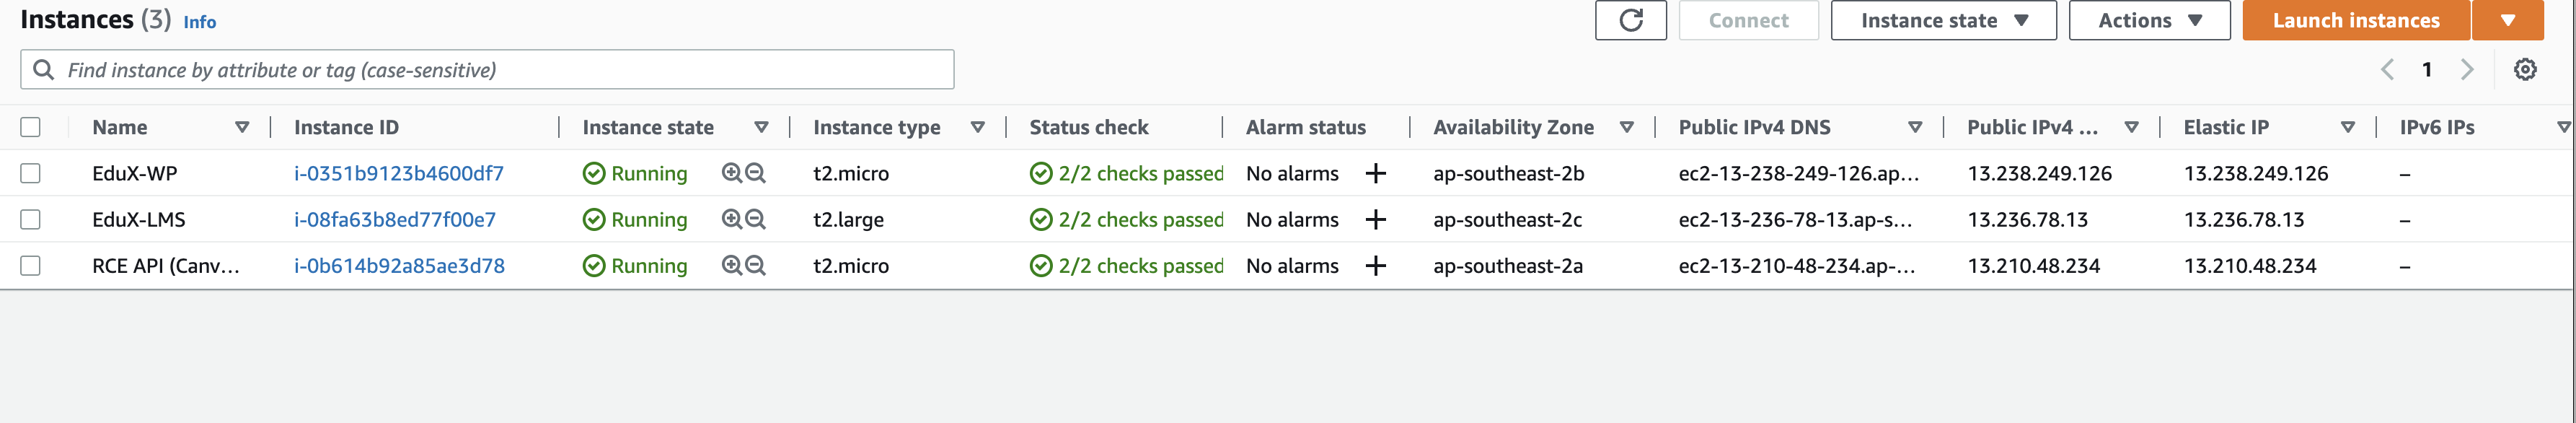 Instances (3) Info Connect Instance state Actions Launch instances
Find instance by attribute or tag (case-sensitive) 1
Name Instance ID Instance state Instance type Status check Alarm status Availability Zone Public IPv4 DNS Public IPv4 ... Elastic IP IPv6 IPs
EduX-WP i-0351b9123b4600df7 Running t2.micro 2/2 checks passed No alarms + ap-southeast-2b ec2-13-238-249-126.ap... 13.238.249.126 13.238.249.126 –
EduX-LMS i-08fa63b8ed77f00e7 Running t2.large 2/2 checks passed No alarms + ap-southeast-2c ec2-13-236-78-13.ap-s... 13.236.78.13 13.236.78.13 –
RCE API (Canv... i-0b614b92a85ae3d78 Running t2.micro 2/2 checks passed No alarms + ap-southeast-2a ec2-13-210-48-234.ap-... 13.210.48.234 13.210.48.234 –